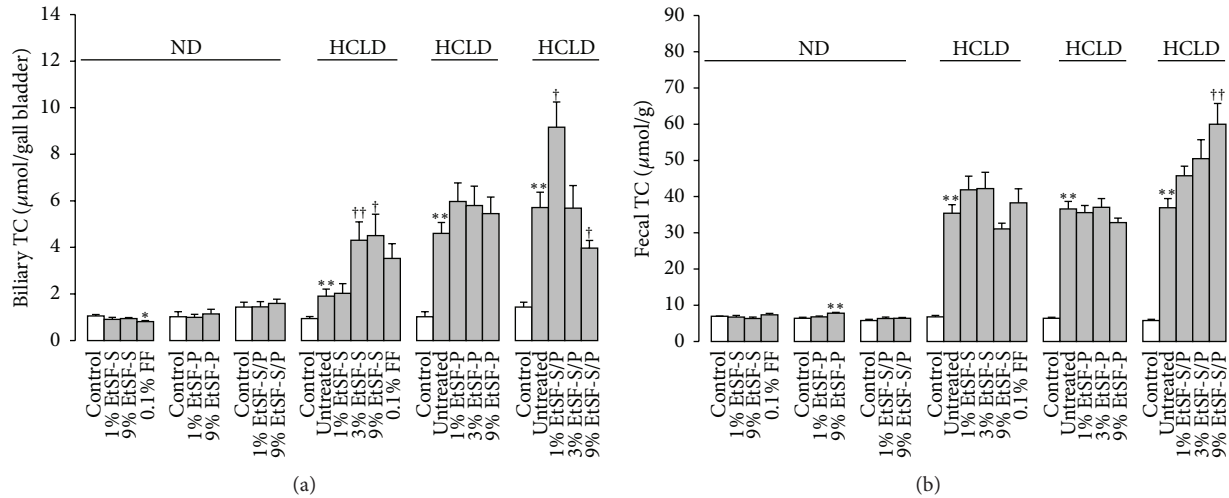 14
12
10
8
6
4
2
0
Biliary TC (μmol/gall bladder)
ND
HCLD
HCLD
HCLD
*
**
††
†
**
**
†
†
Control
1% EtSF-S
9% EtSF-S
0.1% FF
Control
1% EtSF-P
9% EtSF-P
Control
1% EtSF-S/P
9% EtSF-S/P
Control
Untreated
1% EtSF-S
3% EtSF-S
9% EtSF-S
0.1% FF
Control
Untreated
1% EtSF-P
3% EtSF-P
9% EtSF-P
Control
Untreated
1% EtSF-S/P
3% EtSF-S/P
9% EtSF-S/P
(a)
90
80
70
60
50
40
30
20
10
0
Fecal TC (μmol/g)
ND
HCLD
HCLD
HCLD
**
**
**
**
††
Control
1% EtSF-S
9% EtSF-S
0.1% FF
Control
1% EtSF-P
9% EtSF-P
Control
1% EtSF-S/P
9% EtSF-S/P
Control
Untreated
1% EtSF-S
3% EtSF-S
9% EtSF-S
0.1% FF
Control
Untreated
1% EtSF-P
3% EtSF-P
9% EtSF-P
Control
Untreated
1% EtSF-S/P
3% EtSF-S/P
9% EtSF-S/P
(b)